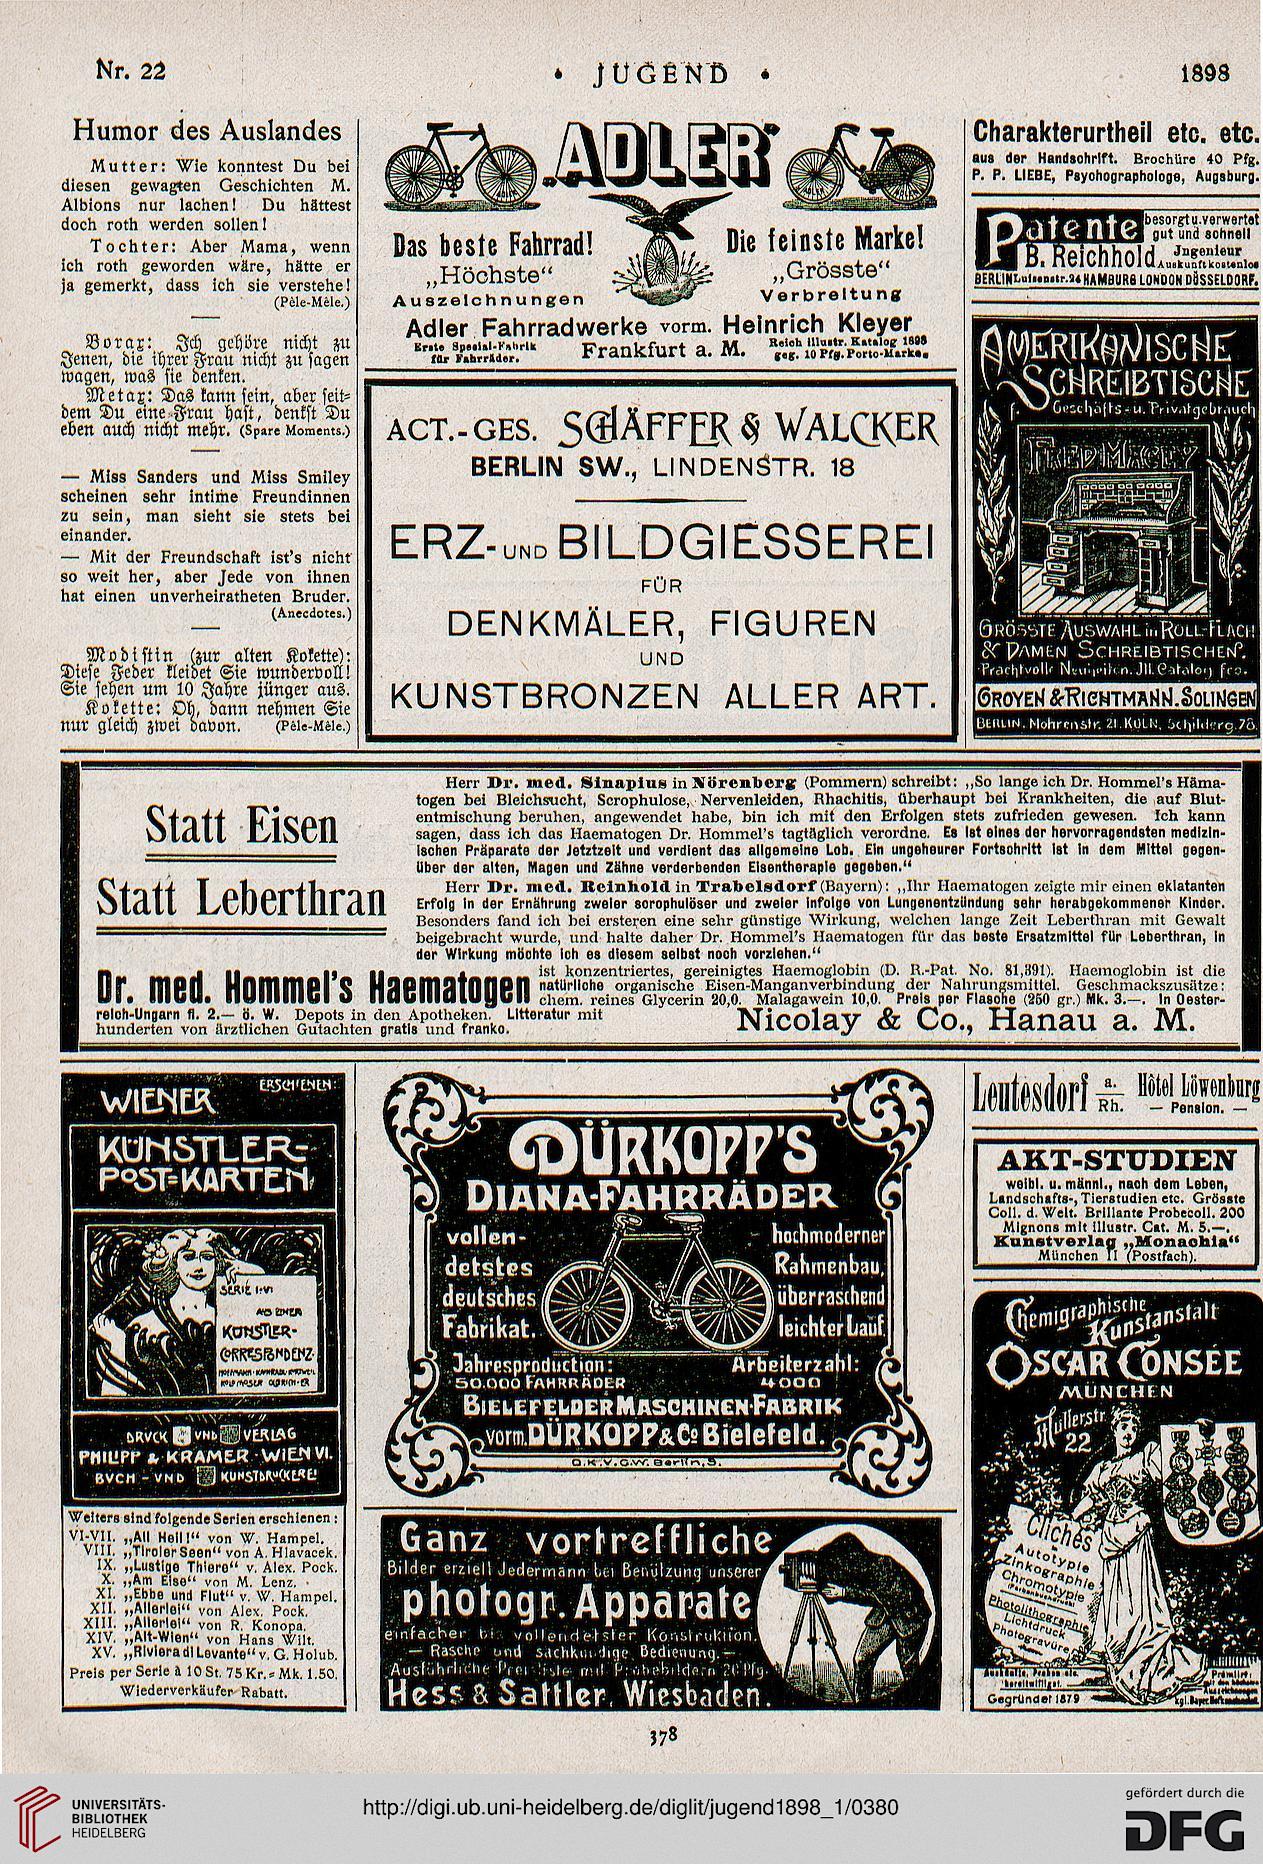 Nr. 22
• JUGEND •
1898
Humor des Auslandes
Mutter: Wie konntest Du bei
diesen gewagten Geschichten M.
Albions nur lachen! Du hättest
doch roth werden sollen!
Tochter: Aber Mama, wenn
ich roth geworden wäre, hätte er
ja gemerkt, dass ich sie verstehe!
(Pêle-Mêle.)
Borax: Ich gehöre nicht zu
Jenen, die ihrer Frau nicht zu sagen
wagen, was sie denken.
Metax: Das kann sein, aber seit-
dem Du eine Frau hast, denkst Du
eben auch nicht mehr. (Spare Moments.)
— Miss Sanders und Miss Smiley
scheinen sehr intime Freundinnen
zu sein, man sieht sie stets bei
einander.
— Mit der Freundschaft ist's nicht
so weit her, aber Jede von ihnen
hat einen unverheiratheten Bruder.
(Anecdotes.)
Modistin (zur alten Kokette):
Diese Feder kleidet Sie wundervoll!
Sie sehen um 10 Jahre jünger aus.
Kokette: Oh, dann nehmen Sie
nur gleich zwei davon. (Pêle-Mêle.)
„ADLER"
Das beste Fahrrad!
„Höchste"
Auszeichnungen
Die feinste Marke!
„Grösste"
Verbreitung
Adler Fahrradwerke vorm. Heinrich Kleyer
Erste Special-Fabrik
für Fahrräder.
Frankfurt a. M.
Reich illustr. Katalog 1898
geg. 10 Pfg. Porto-Marke.
ACT.-GES. SCHÄFFER & WALCKER
BERLIN SW., LINDENSTR. 18
ERZ- UND BILDGIESSEREI
FÜR
DENKMÄLER, FIGUREN
UND
KUNSTBRONZEN ALLER ART.
Charakterurtheil etc. etc.
aus der Handschrift. Brochüre 40 Pfg.
P. P. LIEBE, Psychographologe, Augsburg.
Patente besorgt u. verwertet
gut und schnell
B. Reichhold Ingenieur
Auskunft kostenlos
BERLIN Luisenstr. 24 HAMBURG LONDON DÜSSELDORF.
AMERIKANISCHE
SCHREIBTISCHE
f. Geschäfts- u. Privatgebrauch
FRED MACEY
GRÖSSTE AUSWAHL in ROLL-FLACH
& DAMEN SCHREIBTISCHEN.
Prachtvolle Neuheiten. Jll. Catalog fco.
GROYEN & RICHTMANN. SOLINGEN
BERLIN. Mohrenstr. 21. KÖLN, Schilderg. 78.
Statt Eisen
Statt Leberthran
Herr Dr. med. Sinapius in Nörenberg (Pommern) schreibt: „So lange ich Dr. Hommel's Häma-
togen bei Bleichsucht, Scrophulose, Nervenleiden, Rhachitis, überhaupt bei Krankheiten, die auf Blut-
entmischung beruhen, angewendet habe, bin ich mit den Erfolgen stets zufrieden gewesen. Ich kann
sagen, dass ich das Haematogen Dr. Hommel's tagtäglich verordne. Es ist eines der hervorragendsten medizin-
ischen Präparate der Jetztzeit und verdient das allgemeine Lob. Ein ungeheurer Fortschritt ist in dem Mittel gegen-
über der alten, Magen und Zähne verderbenden Eisentherapie gegeben."
Herr Dr. med. Reinhold in Trabelsdorf (Bayern): „Ihr Haematogen zeigte mir einen eklatanten
Erfolg in der Ernährung zweier scrophulöser und zweier infolge von Lungenentzündung sehr herabgekommener Kinder.
Besonders fand ich bei ersteren eine sehr günstige Wirkung, welchen lange Zeit Leberthran mit Gewalt
beigebracht wurde, und halte daher Dr. Hommel's Haematogen für das beste Ersatzmittel für Leberthran, in
der Wirkung möchte ich es diesem selbst noch vorziehen."
Dr. med. Hommel's Haematogen
ist konzentriertes, gereinigtes Haemoglobin (D. R.-Pat. No. 81,391). Haemoglobin ist die
natürliche organische Eisen-Manganverbindung der Nahrungsmittel. Geschmackszusätze:
chem. reines Glycerin 20,0. Malagawein 10,0. Preis per Flasche (250 gr.) Mk. 3.—. In Oester-
reich-Ungarn fl. 2.— ö. W. Depots in den Apotheken. Litteratur mit
hunderten von ärztlichen Gutachten gratis und franko.
Nicolay & Co., Hanau a. M.
WIENER
ERSCHIENEN:
KÜNSTLER-
POST-KARTEN
SERIE I-VI
AUS EINER
KÜNSTLER-
CORRESPONDENZ.
DRVCK VND VERLAG
PHILIPP & KRAMER · WIEN VI.
BVCH- VND KUNSTDRVCKEREI
Weiters sind folgende Serien erschienen:
VI-VII. „All Heil!" von W. Hampel.
VIII. „Tiroler Seen" von A. Hlavacek.
IX. „Lustige Thiere" v. Alex. Pock.
X. „Am Eise" von M. Lenz.
XI. „Ebbe und Flut" v. W. Hampel.
XII. „Allerlei" von Alex. Pock.
XIII. „Allerlei" von R. Konopa.
XIV. „Alt-Wien" von Hans Wilt.
XV. „Riviera di Levante" v. G. Holub.
Preis per Serie à 10 St. 75 Kr. = Mk. 1.50.
Wiederverkäufer Rabatt.
DÜRKOPP'S
DIANA-FAHRRÄDER
vollen-
detstes
deutsches
Fabrikat.
hochmoderner
Rahmenbau,
überraschend
leichter Lauf.
Jahresproduction:
50.000 FAHRRÄDER
Arbeiterzahl:
4000
BIELEFELDER MASCHINEN-FABRIK
vorm. DÜRKOPP & Co Bielefeld.
G.K.V.G.W. Berlin, S.
Ganz vortreffliche
Bilder erzielt Jedermann bei Benützung unserer
photogr. Apparate
einfacher bis vollendetster Konstruktion.
— Rasche und sachkundige Bedienung. —
Ausführliche Preisliste mit Probebildern 20 Pfg.
Hess & Sattler, Wiesbaden.
Leutesdorf a. Rh. Hôtel Löwenburg
— Pension. —
AKT-STUDIEN
weibl. u. männl., nach dem Leben,
Landschafts-, Tierstudien etc. Grösste
Coll. d. Welt. Brillante Probecoll. 200
Mignons mit illustr. Cat. M. 5.—.
Kunstverlag „Monachia"
München II (Postfach).
Chemigraphische
Kunstanstalt
OSCAR CONSÉE
MÜNCHEN
Müllerstr.
22
Clichés
in
Autotypie
Zinkographie
Chromotypie
Photolithographie
Lichtdruck
Photogravüre.
Auskünfte, Proben etc.
bereitwilligst.
Gegründet 1879
Prämiirt:
mit den höchsten
Auszeichnungen
378
UNIVERSITÄTS-
BIBLIOTHEK
HEIDELBERG
http://digi.ub.uni-heidelberg.de/diglit/jugend1898_1/0380
gefördert durch die
DFG